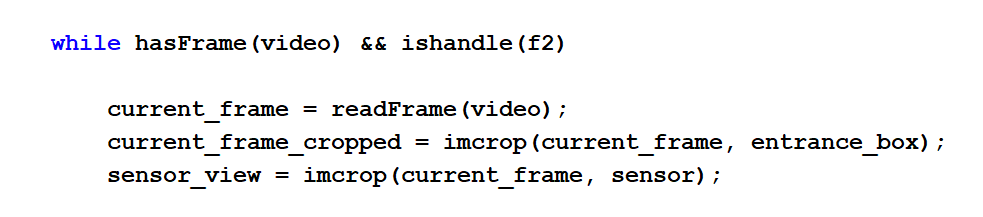 while hasFrame(video) && ishandle(f2)
current_frame = readFrame(video);
current_frame_cropped = imcrop(current_frame, entrance_box);
sensor_view = imcrop(current_frame, sensor);